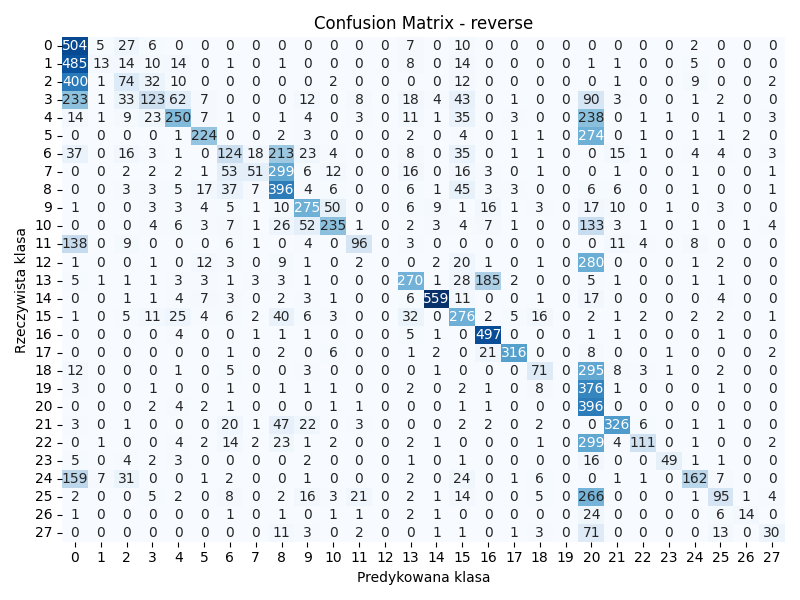 Confusion Matrix - reverse
0 504 5 27 6 0 0 0 0 0 0 0 0 0 7 0 10 0 0 0 0 0 0 0 0 2 0 0 0
1 485 13 14 10 14 0 1 0 1 0 0 0 0 8 0 14 0 0 0 0 1 1 0 0 5 0 0 0
2 400 1 74 32 10 0 0 0 0 0 2 0 0 0 0 12 0 0 0 0 0 0 0 0 9 0 0 2
3 233 1 33 123 62 7 0 0 0 12 0 8 0 18 4 43 0 1 0 0 90 3 0 0 1 2 0 0
4 14 1 9 23 250 7 1 0 1 4 0 3 0 11 1 35 0 3 0 0 238 0 1 1 0 1 0 3
5 0 0 0 0 1 224 0 0 2 3 0 0 0 2 0 4 0 1 1 0 274 0 1 0 1 1 2 0
6 37 0 16 3 1 0 124 18 213 23 4 0 0 8 0 35 0 1 1 0 0 15 1 0 4 4 0 3
7 0 0 2 2 2 1 53 51 299 6 12 0 0 16 0 16 3 0 1 0 0 1 0 0 1 0 0 1
8 0 0 3 3 5 17 37 7 396 4 6 0 0 6 1 45 3 3 0 0 6 6 0 0 1 0 0 1
9 1 0 0 3 3 4 5 1 10 275 50 0 0 6 9 1 16 1 3 0 17 10 0 1 0 3 0 0
10 0 0 0 4 6 3 7 1 26 52 235 1 0 2 3 4 7 1 0 0 133 3 1 0 1 0 1 4
11 138 0 9 0 0 0 6 1 0 4 0 96 0 3 0 0 0 0 0 0 0 11 4 0 8 0 0 0
12 1 0 0 1 0 12 3 0 9 1 0 2 0 0 2 20 1 0 1 0 280 0 0 0 1 2 0 0
13 5 1 1 1 3 3 1 3 3 1 0 0 0 270 1 28 185 2 0 0 5 1 0 0 1 1 1 0
14 0 0 1 1 4 7 3 0 2 3 1 0 0 6 559 11 0 0 1 0 17 0 0 0 0 4 0 0
15 1 0 5 11 25 4 6 2 40 6 3 0 0 32 0 276 2 5 16 0 2 1 2 0 2 2 0 1
16 0 0 0 4 0 0 1 1 1 0 0 0 0 5 1 0 497 0 0 0 1 1 0 0 0 1 0 0
17 0 0 0 0 0 0 1 0 2 0 6 0 0 1 0 16 21 316 0 0 8 0 0 0 1 0 0 2
18 12 0 0 0 1 0 5 0 0 3 0 0 0 0 1 0 0 0 71 0 295 8 3 1 0 2 0 0
19 3 0 0 1 0 0 1 1 1 1 0 0 0 2 0 2 1 0 8 0 376 1 0 0 0 1 0 0
20 0 0 0 2 4 2 1 0 0 0 1 1 0 0 0 1 1 0 0 0 396 0 0 0 0 0 0 0
21 3 0 1 0 0 0 20 1 47 22 0 3 0 0 0 2 2 0 2 0 0 326 6 0 1 1 0 0
22 0 1 0 0 4 2 14 2 23 1 2 0 0 2 1 0 0 0 1 0 299 4 111 0 1 0 0 2
23 5 0 4 2 3 0 0 0 0 2 0 0 0 1 0 1 0 0 0 0 16 0 0 49 1 1 0 0
24 159 7 31 0 0 1 2 0 0 1 0 0 0 2 0 24 0 1 6 0 0 1 1 0 162 7 0 0
25 2 0 0 5 2 0 8 0 2 16 3 21 0 2 1 14 0 0 5 0 266 0 0 0 1 95 1 4
26 1 0 0 0 0 0 1 0 1 0 1 1 0 2 0 1 0 0 0 0 24 0 0 0 0 6 14 0
27 0 0 0 0 0 0 0 0 11 3 0 2 0 0 1 1 0 1 3 0 71 0 0 0 0 13 0 30
0 1 2 3 4 5 6 7 8 9 10 11 12 13 14 15 16 17 18 19 20 21 22 23 24 25 26 27
Predykowana klasa
Rzeczywista klasa